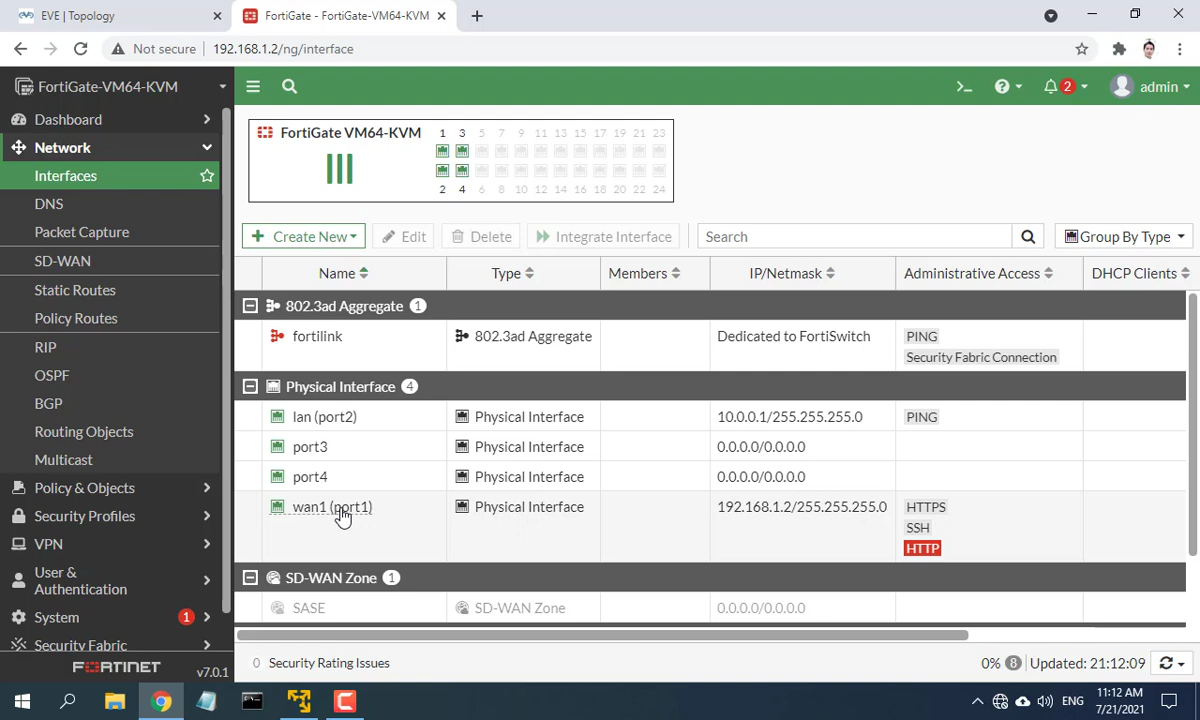 EVE | Topology
FortiGate - FortiGate-VM64-KVM
Not secure
192.168.1.2/ng/interface
FortiGate-VM64-KVM
2
admin
Dashboard
Network
Interfaces
DNS
Packet Capture
SD-WAN
Static Routes
Policy Routes
RIP
OSPF
BGP
Routing Objects
Multicast
Policy & Objects
Security Profiles
VPN
User &
Authentication
System 1
Security Fabric
FORTINET v7.0.1
FortiGate VM64-KVM
1 3 5 7 9 11 13 15 17 19 21 23
2 4 6 8 10 12 14 16 18 20 22 24
+ Create New Edit Delete Integrate Interface Search Group By Type
Name Type Members IP/Netmask Administrative Access DHCP Clients
802.3ad Aggregate 1
fortilink 802.3ad Aggregate Dedicated to FortiSwitch PING
Security Fabric Connection
Physical Interface 4
lan (port2) Physical Interface 10.0.0.1/255.255.255.0 PING
port3 Physical Interface 0.0.0.0/0.0.0.0
port4 Physical Interface 0.0.0.0/0.0.0.0
wan1 (port1) Physical Interface 192.168.1.2/255.255.255.0 HTTPS
SSH
HTTP
SD-WAN Zone 1
SASE SD-WAN Zone 0.0.0.0/0.0.0.0
0 Security Rating Issues 0% 8 Updated: 21:12:09
ENG
11:12 AM
7/21/2021